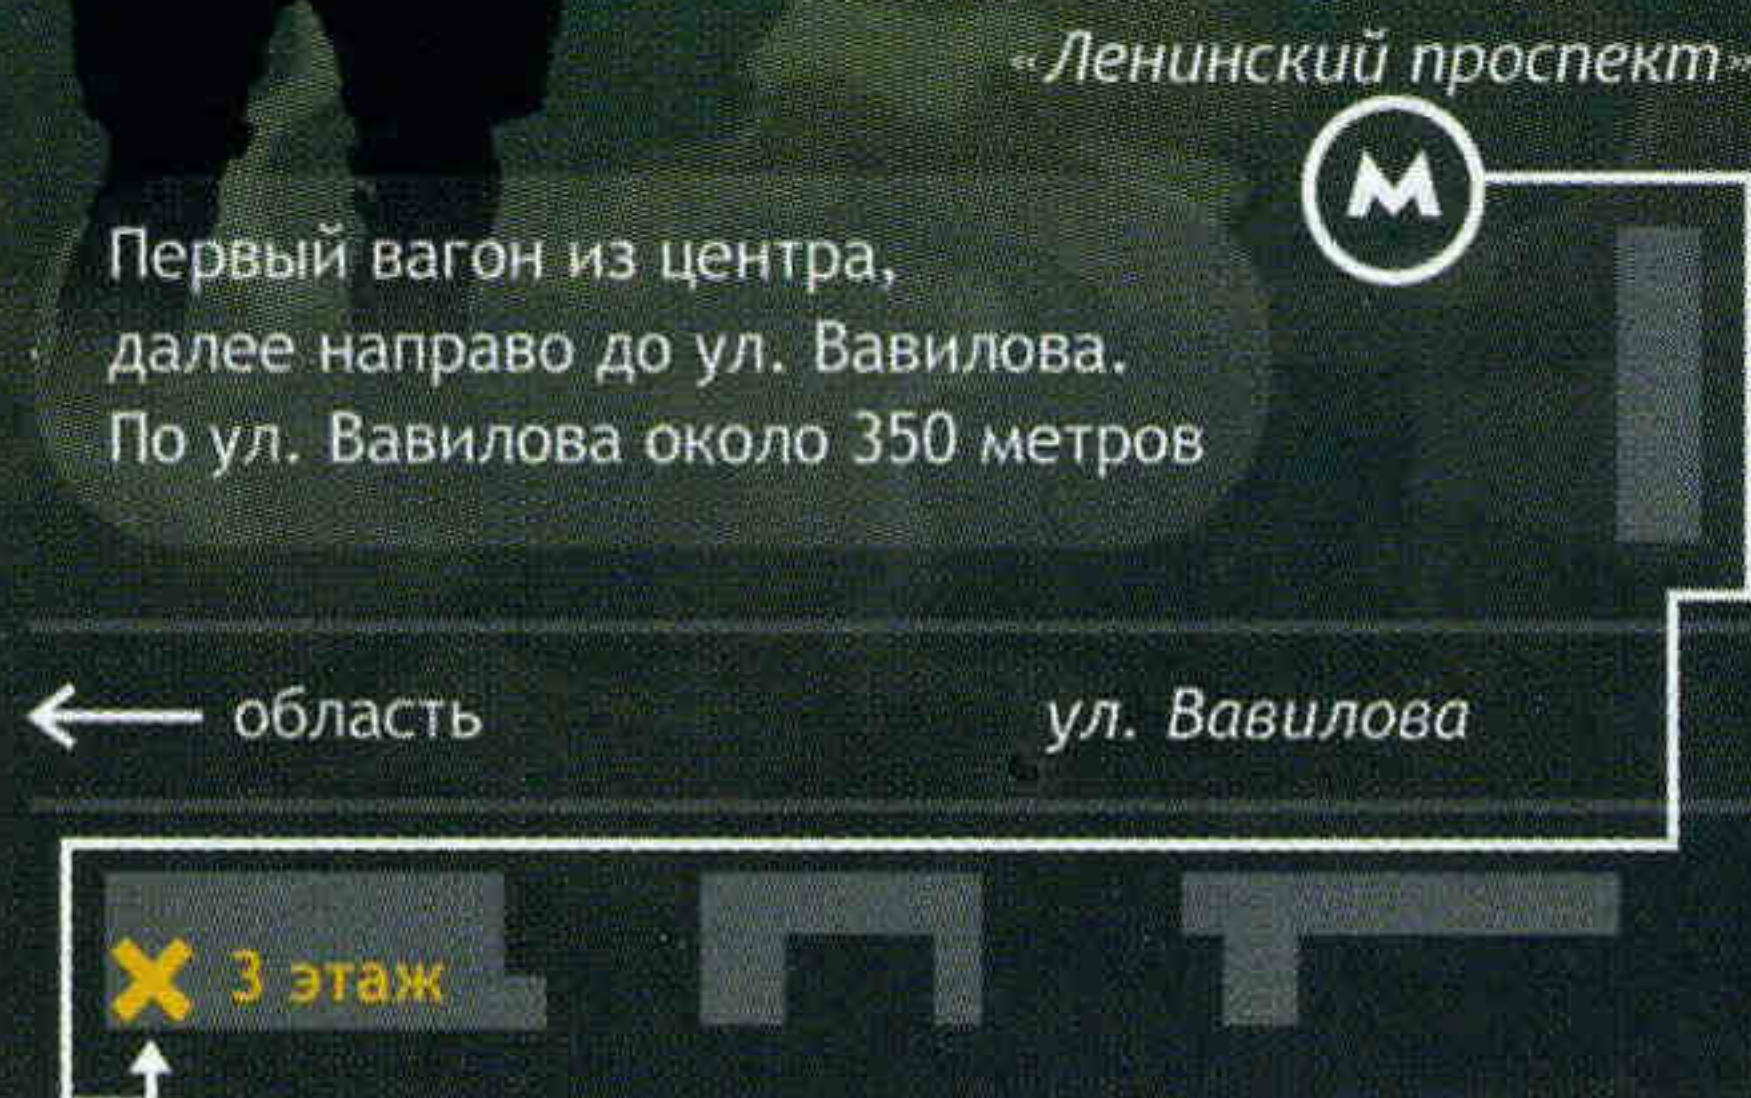 «Ленинский проспект»
М
Первый вагон из центра,
далее направо до ул. Вавилова.
По ул. Вавилова около 350 метров
область
ул. Вавилова
3 этаж